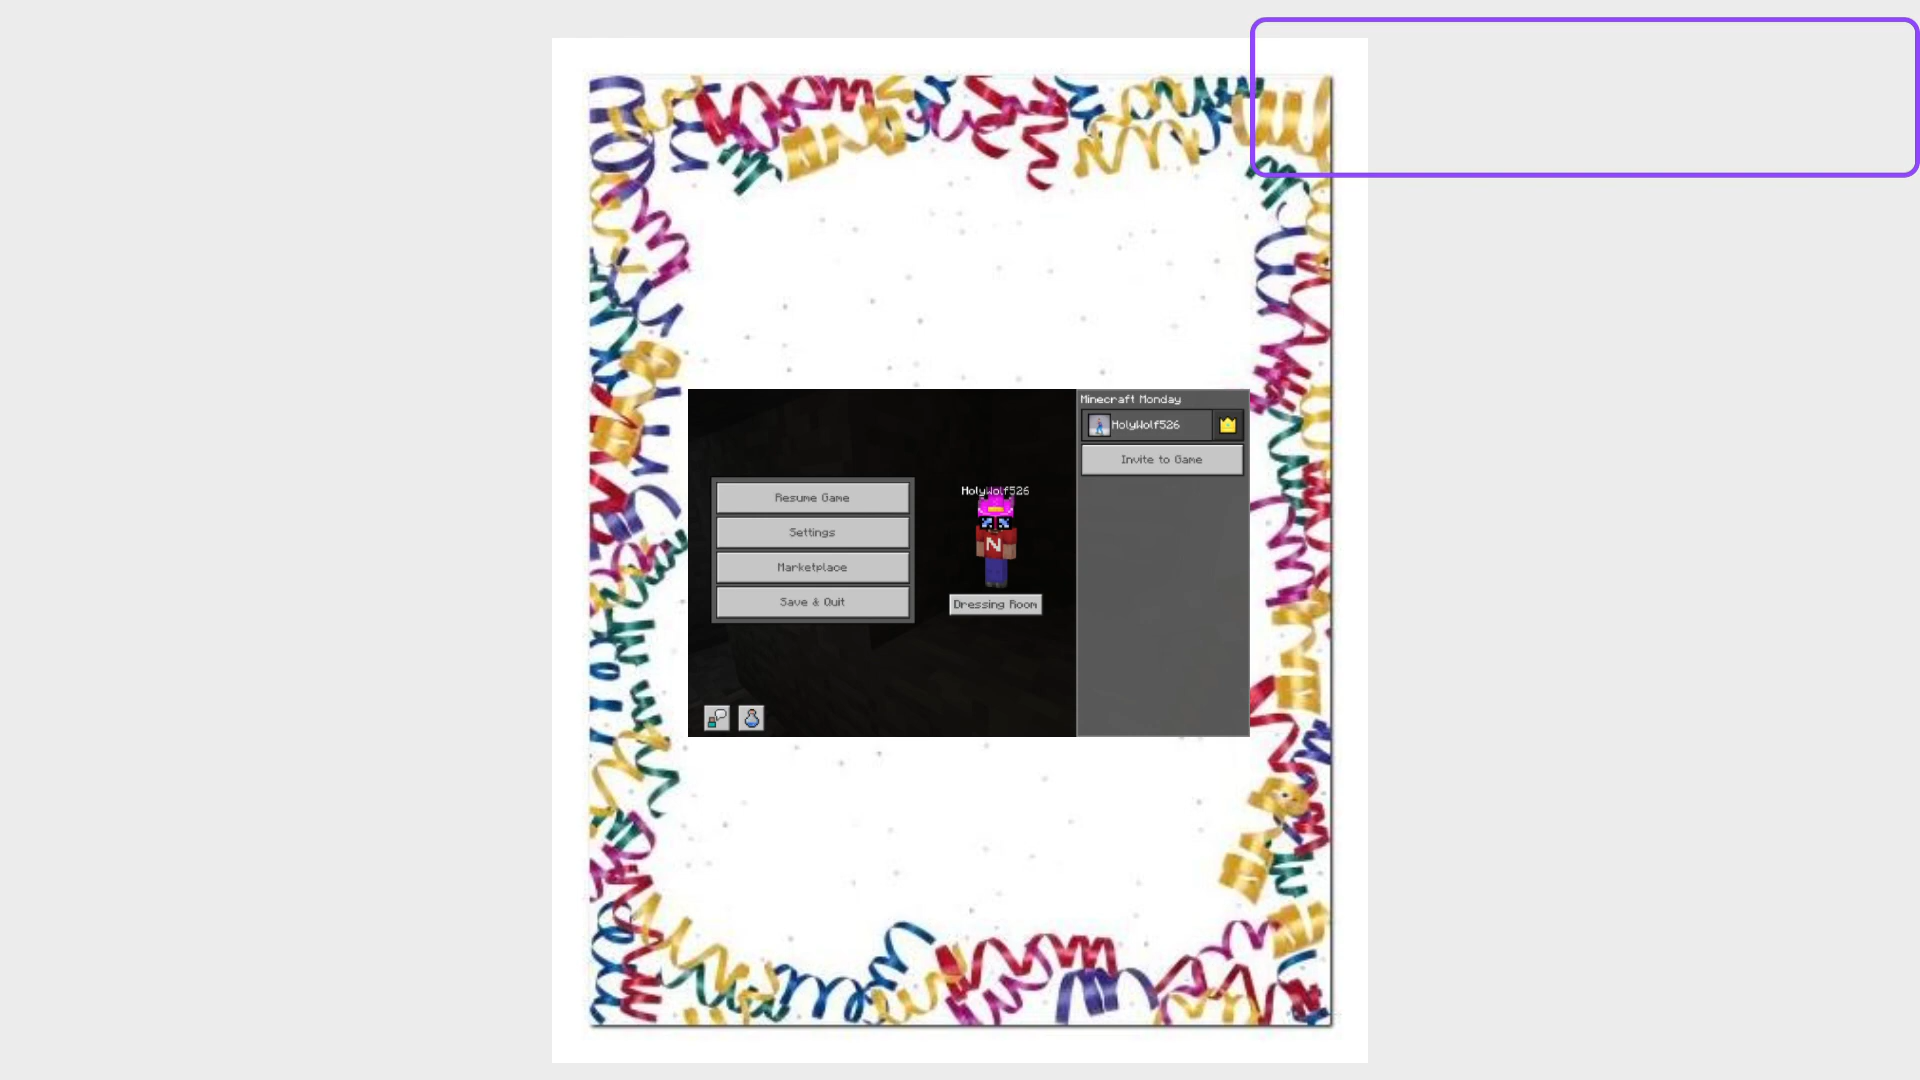 Minecraft Monday
HolyWolf526
Invite to Game
Resume Game
Settings
Marketplace
Save & Quit
HolyWolf526
N
Dressing Room